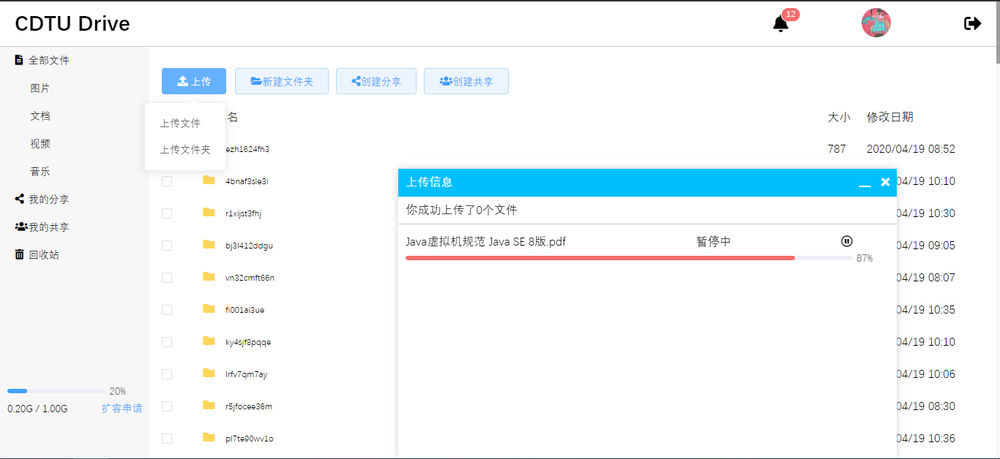 CDTU Drive
12
全部文件
图片
文档
视频
音乐
我的分享
我的共享
回收站
20%
0.20G / 1.00G 扩容申请
上传 新建文件夹 创建分享 创建共享
上传文件
上传文件夹
名 大小 修改日期
ezh1624fh3 787 2020/04/19 08:52
4bnaf3sle3i 04/19 10:10
r1xijst3fhj 04/19 10:30
bj3l412ddgu 04/19 09:05
vn32cmft66n 04/19 08:07
fi001ai3ue 04/19 10:35
ky4sjf8pqqe 04/19 10:10
lrfv7qm7ay 04/19 10:06
r5jfocee36m 04/19 08:30
pl7te90wv1o 04/19 10:36
上传信息
你成功上传了0个文件
Java虚拟机规范 Java SE 8版.pdf 暂停中
87%